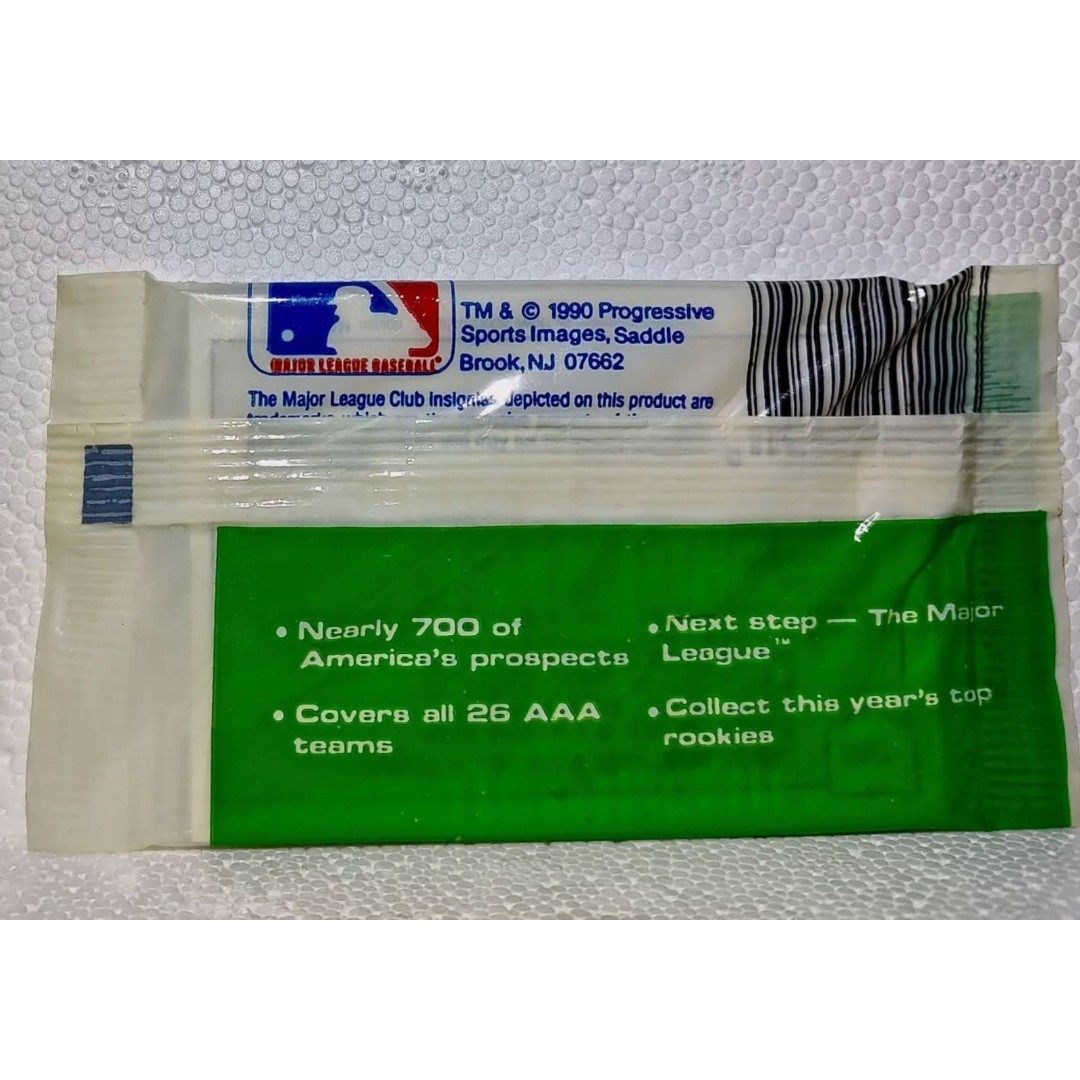 MAJOR LEAGUE BASEBALL
TM & © 1990 Progressive
Sports Images, Saddle
Brook, NJ 07662
The Major League Club insignias depicted on this product are
• Nearly 700 of
America's prospects
• Covers all 26 AAA
teams
• Next step — The Major
League™
• Collect this year's top
rookies